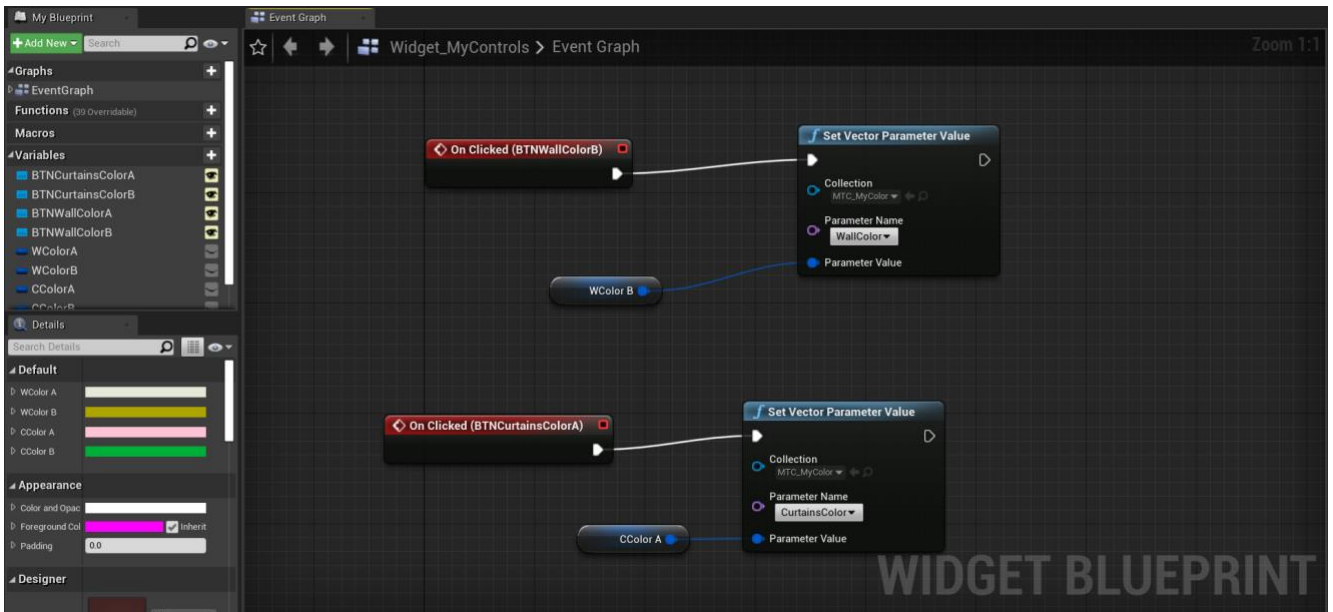 My Blueprint
Event Graph
+ Add New
Search
Widget_MyControls > Event Graph
Zoom 1:1
Graphs
EventGraph
Functions (39 Overridable)
Macros
Variables
BTNCurtainsColorA
BTNCurtainsColorB
BTNWallColorA
BTNWallColorB
WColorA
WColorB
CColorA
CColorB
Details
Search Details
Default
WColor A
WColor B
CColor A
CColor B
Appearance
Color and Opac
Foreground Col
Inherit
Padding
0.0
Designer
On Clicked (BTNWallColorB)
Set Vector Parameter Value
Collection
MTC_MyColor
Parameter Name
WallColor
Parameter Value
WColor B
On Clicked (BTNCurtainsColorA)
Set Vector Parameter Value
Collection
MTC_MyColor
Parameter Name
CurtainsColor
Parameter Value
CColor A
WIDGET BLUEPRINT